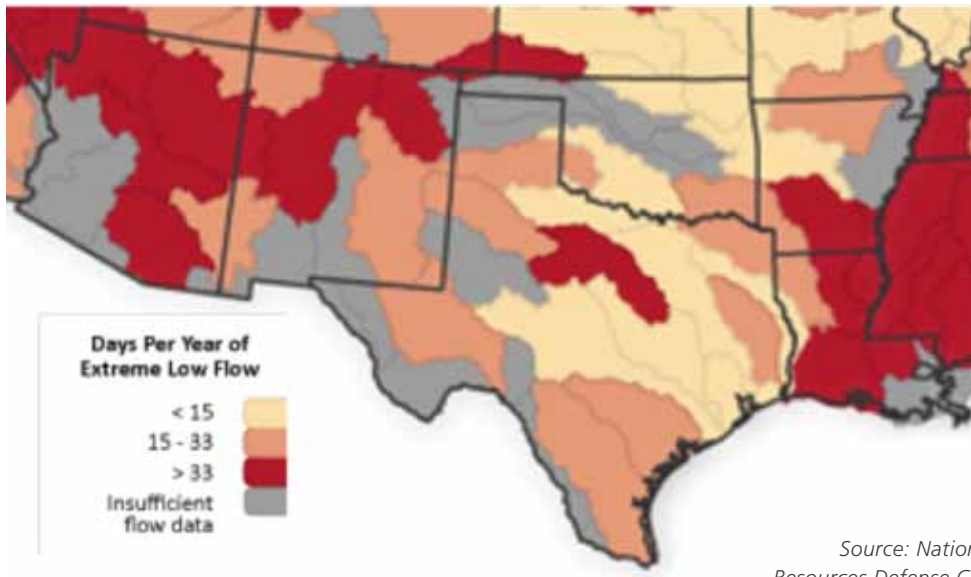 Days Per Year of
Extreme Low Flow
< 15
15 - 33
> 33
Insufficient
flow data
Source: Nation
Resources Defense C